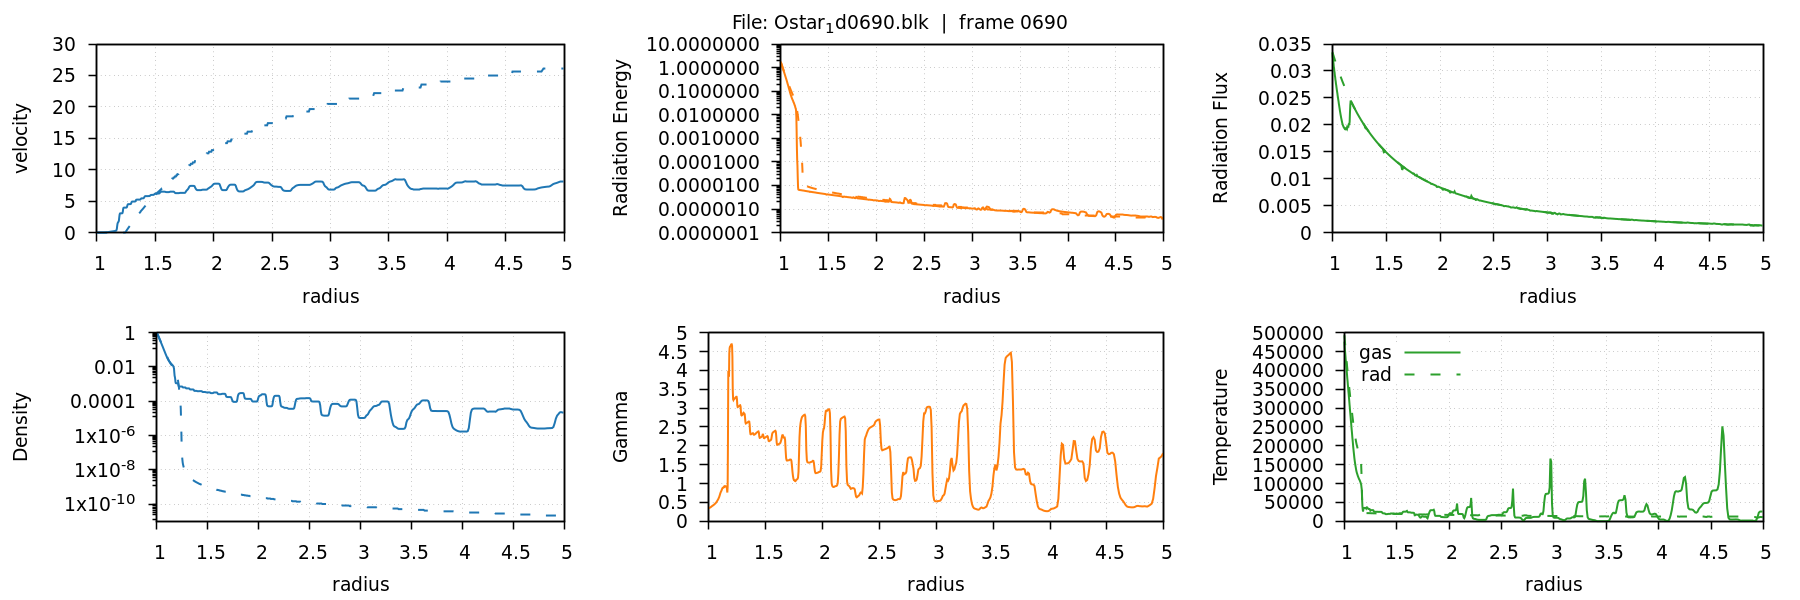 File: Ostar₁d0690.blk | frame 0690
velocity
30
25
20
15
10
5
0
1 1.5 2 2.5 3 3.5 4 4.5 5
radius
Radiation Energy
10.0000000
1.0000000
0.1000000
0.0100000
0.0010000
0.0001000
0.0000100
0.0000010
0.0000001
1 1.5 2 2.5 3 3.5 4 4.5 5
radius
Radiation Flux
0.035
0.03
0.025
0.02
0.015
0.01
0.005
0
1 1.5 2 2.5 3 3.5 4 4.5 5
radius
Density
1
0.01
0.0001
1x10⁻⁶
1x10⁻⁸
1x10⁻¹⁰
1 1.5 2 2.5 3 3.5 4 4.5 5
radius
Gamma
5
4.5
4
3.5
3
2.5
2
1.5
1
0.5
0
1 1.5 2 2.5 3 3.5 4 4.5 5
radius
Temperature
500000
450000
400000
350000
300000
250000
200000
150000
100000
50000
0
gas
rad
1 1.5 2 2.5 3 3.5 4 4.5 5
radius